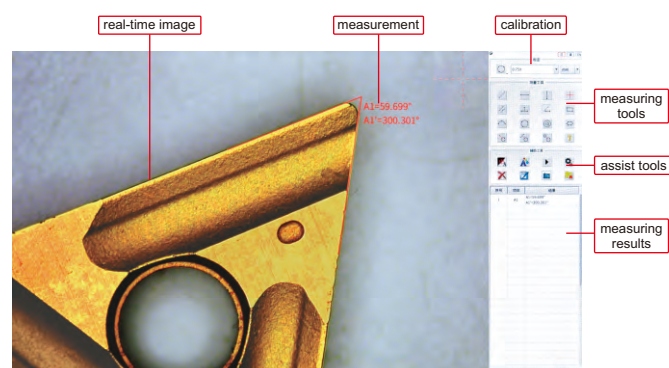 real-time image
measurement
calibration
A1=59.699°
A1'=300.301°
measuring
tools
assist tools
measuring
results